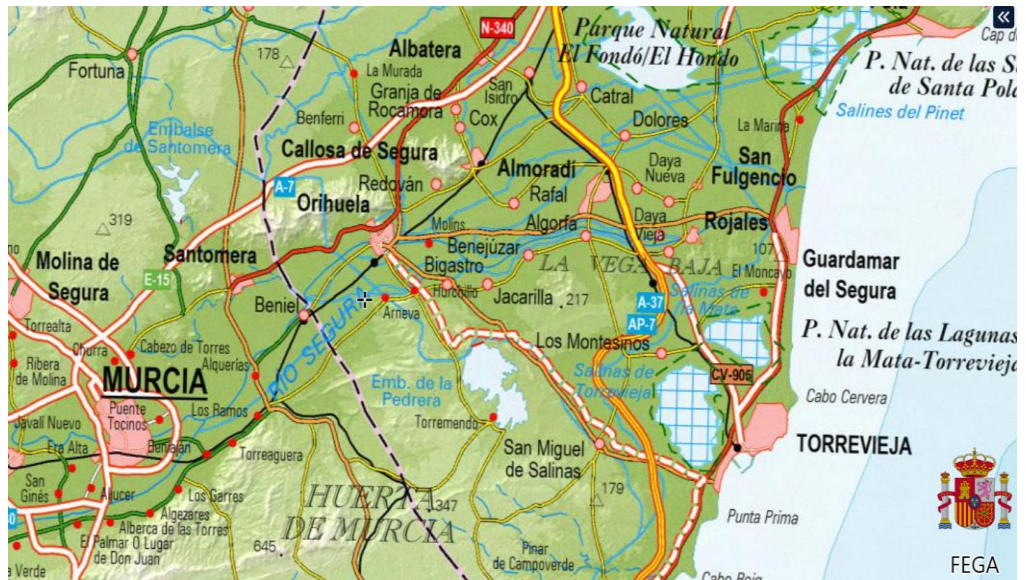 «
N-340
Parque Natural
El Fondó/El Hondo
Cap d
P. Nat. de las S
de Santa Pola
Salines del Pinet
178
Albatera
Fortuna
La Murada
Granja de
Rocamora
San
Isidro
Catral
Benferri
Cox
Dolores
La Marina
Embalse
de Santomera
Callosa de Segura
Almoradí
Daya
Nueva
San
Fulgencio
A-7
Redován
Rafal
Orihuela
319
Molins
Algorfa
Daya
Vieja
Rojales
no
Molina de
Segura
Santomera
Benejúzar
Bigastro
LA VEGA BAJA
107
El Moncayo
Guardamar
del Segura
E-15
Hurchillo
Jacarilla
217
A-37
Salinas de
la Mata
Beniel
Arneva
RIO SEGURA
AP-7
P. Nat. de las Lagunas
la Mata-Torrevieja
Torrealta
Churra
Cabezo de Torres
Los Montesinos
Ribera
de Molina
Alquerías
MURCIA
Emb. de la
Pedrera
Salinas de
Torrevieja
CV-905
Cabo Cervera
Puente
Tocinos
Los Ramos
Torremendo
Javalí Nuevo
Era Alta
Beniaján
Torreaguera
San Miguel
de Salinas
TORREVIEJA
San
Ginés
Aljucer
Los Garres
HUERTA
DE MURCIA
347
179
Algezares
Alberca de las Torres
Punta Prima
El Palmar O Lugar
de Don Juan
645
Pinar
de Campoverde
a Verde
Cabo Roig
FEGA